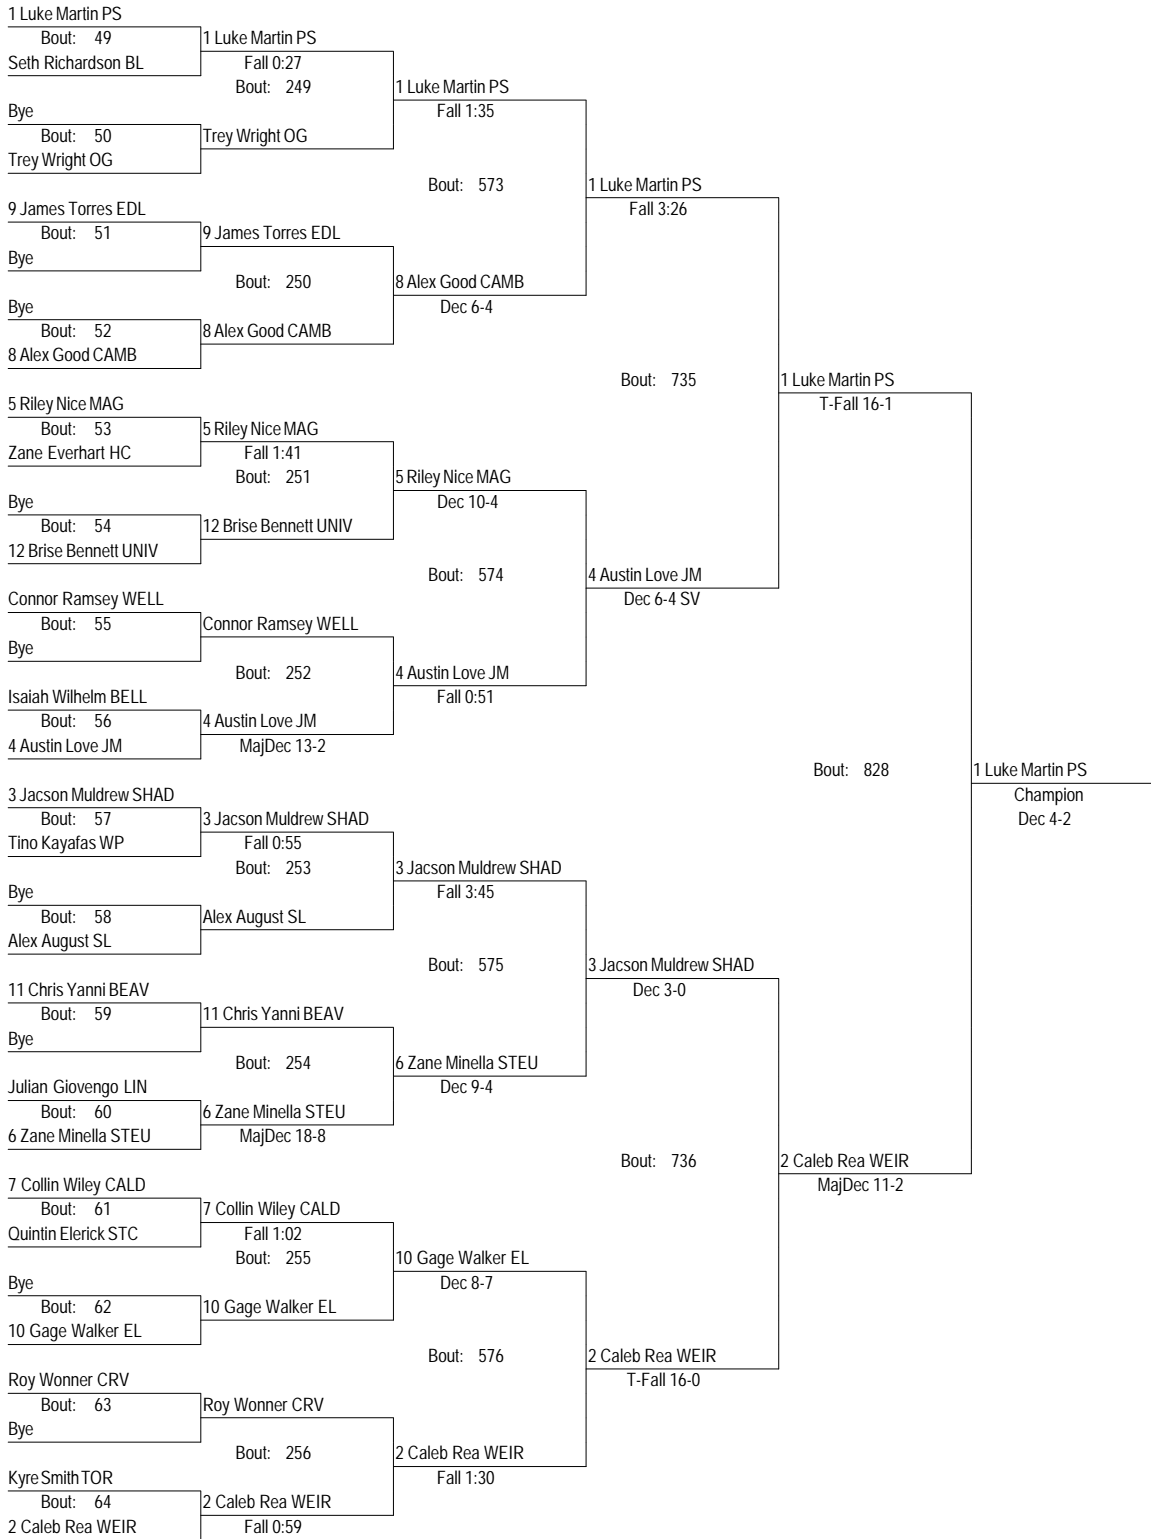 1 Luke Martin PS
Bout: 49
Seth Richardson BL
Bye
Bout: 50
Trey Wright OG
9 James Torres EDL
Bout: 51
Bye
Bye
Bout: 52
8 Alex Good CAMB
5 Riley Nice MAG
Bout: 53
Zane Everhart HC
Bye
Bout: 54
12 Brise Bennett UNIV
Connor Ramsey WELL
Bout: 55
Bye
Isaiah Wilhelm BELL
Bout: 56
4 Austin Love JM
3 Jacson Muldrew SHAD
Bout: 57
Tino Kayafas WP
Bye
Bout: 58
Alex August SL
11 Chris Yanni BEAV
Bout: 59
Bye
Julian Giovengo LIN
Bout: 60
6 Zane Minella STEU
7 Collin Wiley CALD
Bout: 61
Quintin Elerick STC
Bye
Bout: 62
10 Gage Walker EL
Roy Wonner CRV
Bout: 63
Bye
Kyre Smith TOR
Bout: 64
2 Caleb Rea WEIR
1 Luke Martin PS
Fall 0:27
Bout: 249
Trey Wright OG
9 James Torres EDL
Bout: 250
8 Alex Good CAMB
5 Riley Nice MAG
Fall 1:41
Bout: 251
12 Brise Bennett UNIV
Connor Ramsey WELL
Bout: 252
4 Austin Love JM
MajDec 13-2
3 Jacson Muldrew SHAD
Fall 0:55
Bout: 253
Alex August SL
11 Chris Yanni BEAV
Bout: 254
6 Zane Minella STEU
MajDec 18-8
7 Collin Wiley CALD
Fall 1:02
Bout: 255
10 Gage Walker EL
Roy Wonner CRV
Bout: 256
2 Caleb Rea WEIR
Fall 0:59
1 Luke Martin PS
Fall 1:35
Bout: 573
8 Alex Good CAMB
Dec 6-4
5 Riley Nice MAG
Dec 10-4
Bout: 574
4 Austin Love JM
Fall 0:51
3 Jacson Muldrew SHAD
Fall 3:45
Bout: 575
6 Zane Minella STEU
Dec 9-4
10 Gage Walker EL
Dec 8-7
Bout: 576
2 Caleb Rea WEIR
Fall 1:30
1 Luke Martin PS
Fall 3:26
Bout: 735
4 Austin Love JM
Dec 6-4 SV
3 Jacson Muldrew SHAD
Dec 3-0
Bout: 736
2 Caleb Rea WEIR
T-Fall 16-0
1 Luke Martin PS
T-Fall 16-1
Bout: 828
2 Caleb Rea WEIR
MajDec 11-2
1 Luke Martin PS
Champion
Dec 4-2